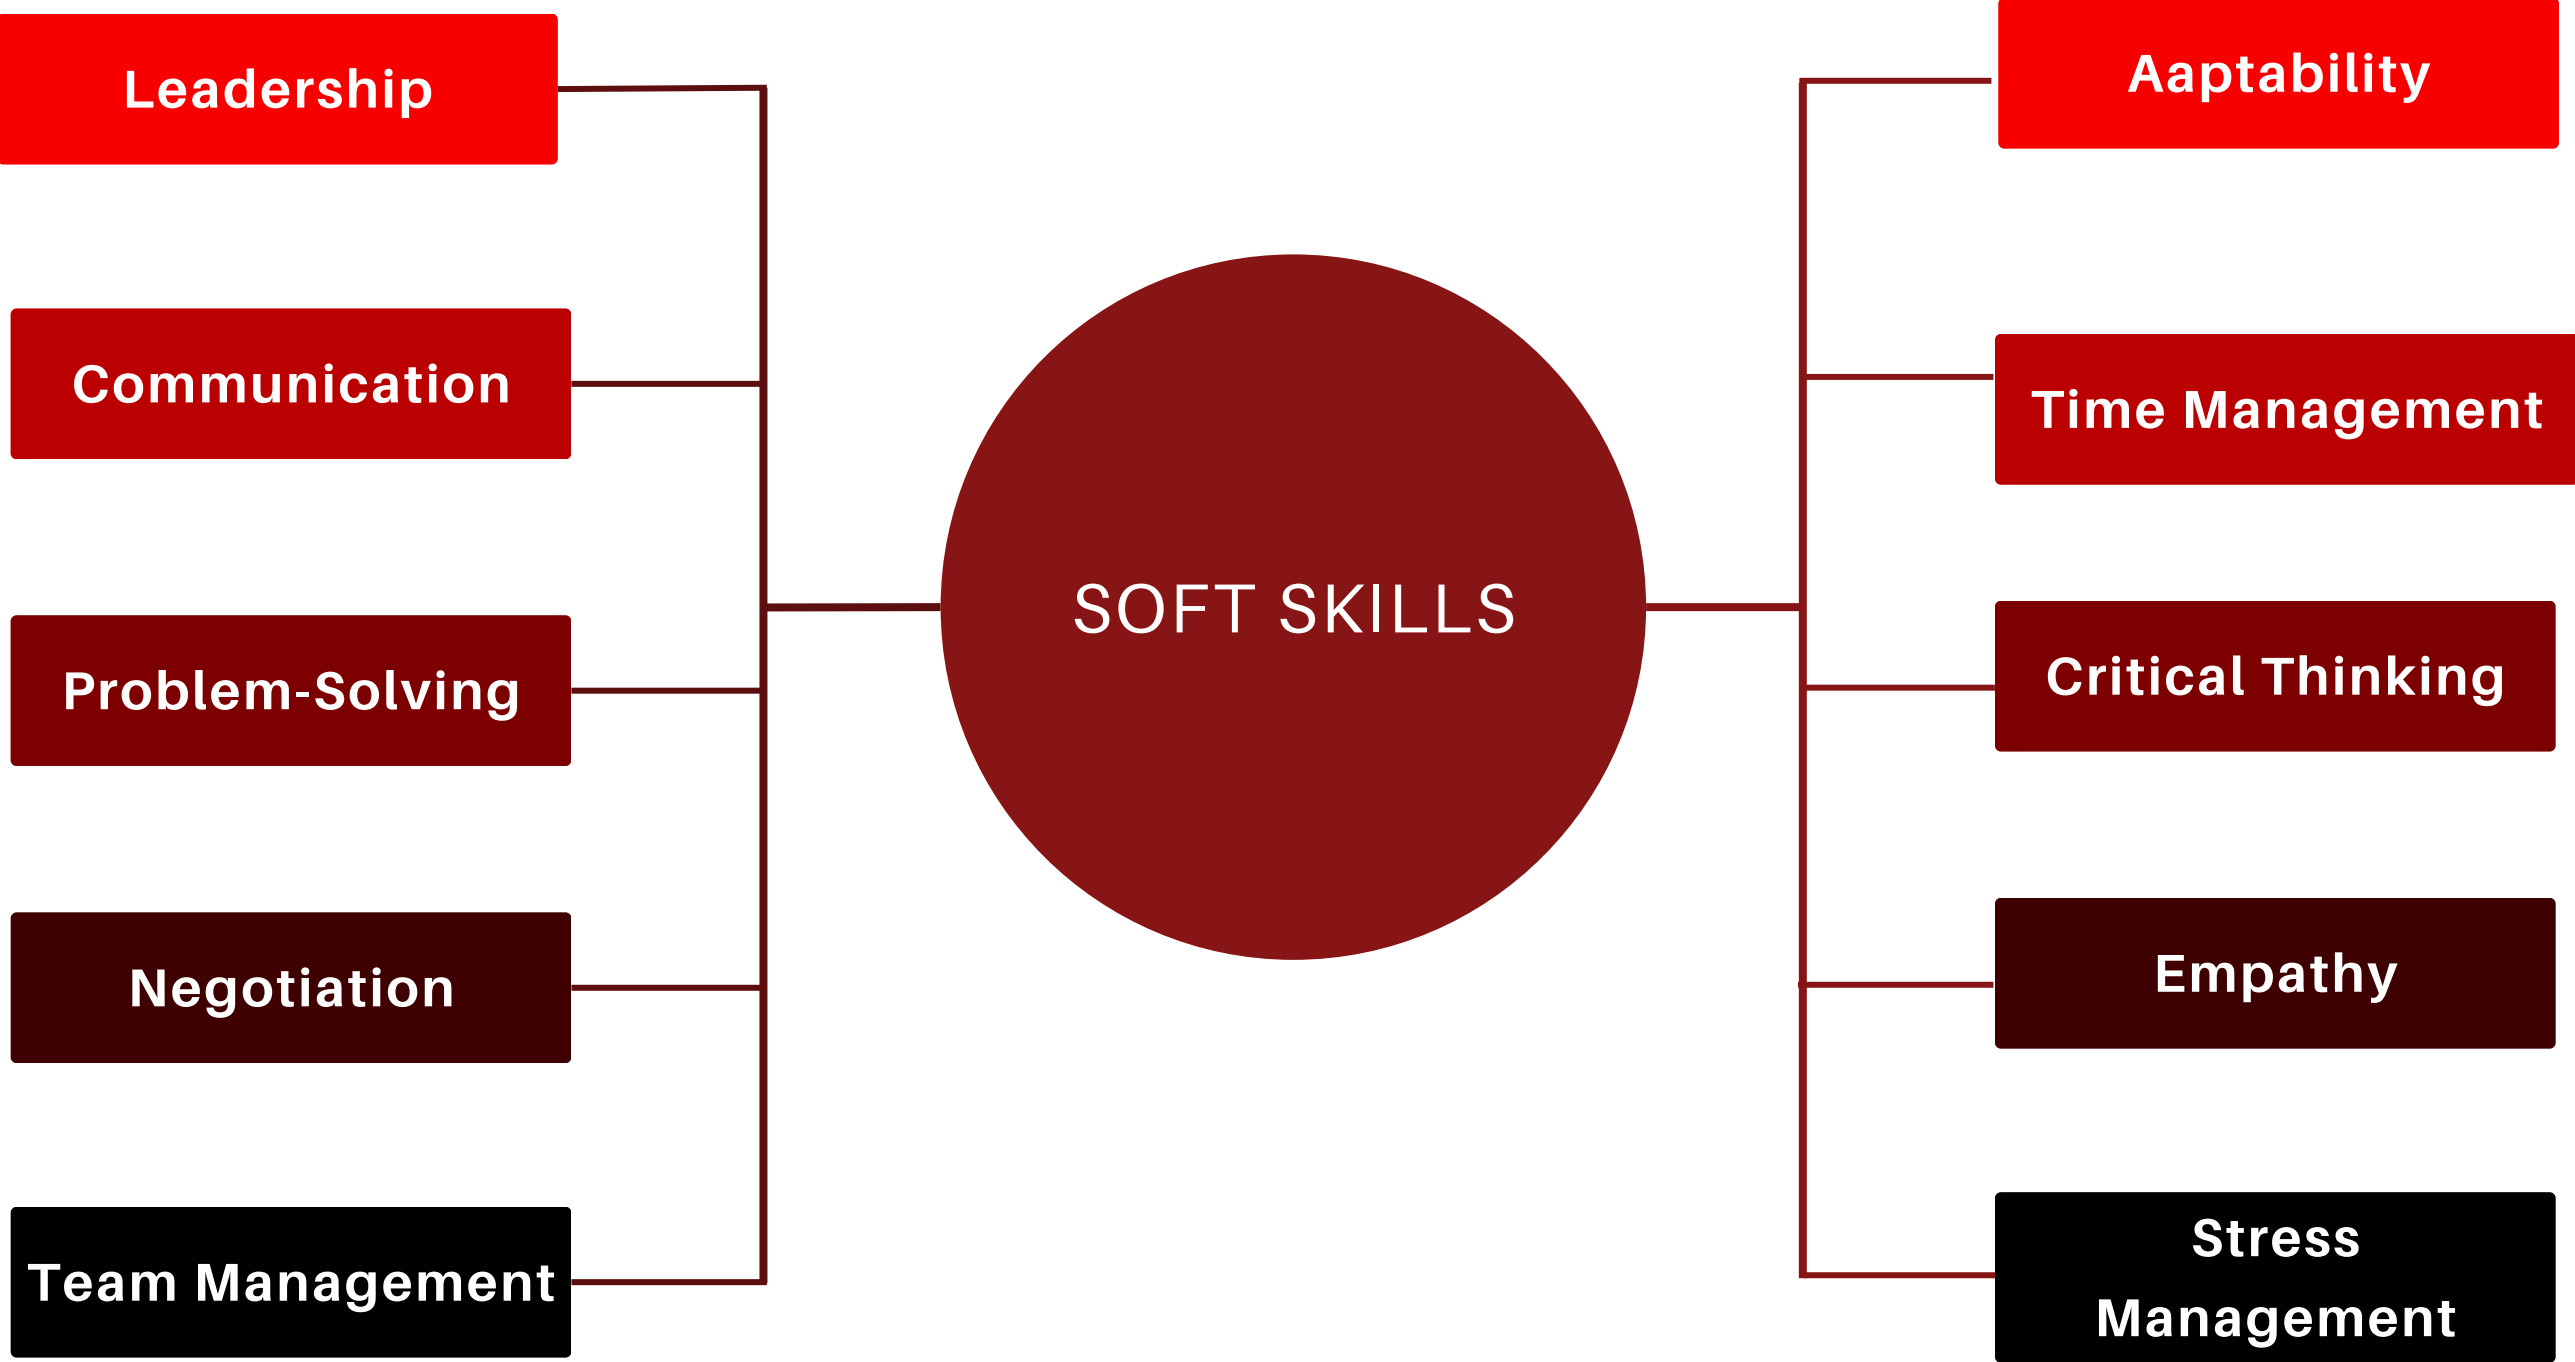 Leadership
Communication
Problem-Solving
Negotiation
Team Management
SOFT SKILLS
Aaptability
Time Management
Critical Thinking
Empathy
Stress
Management